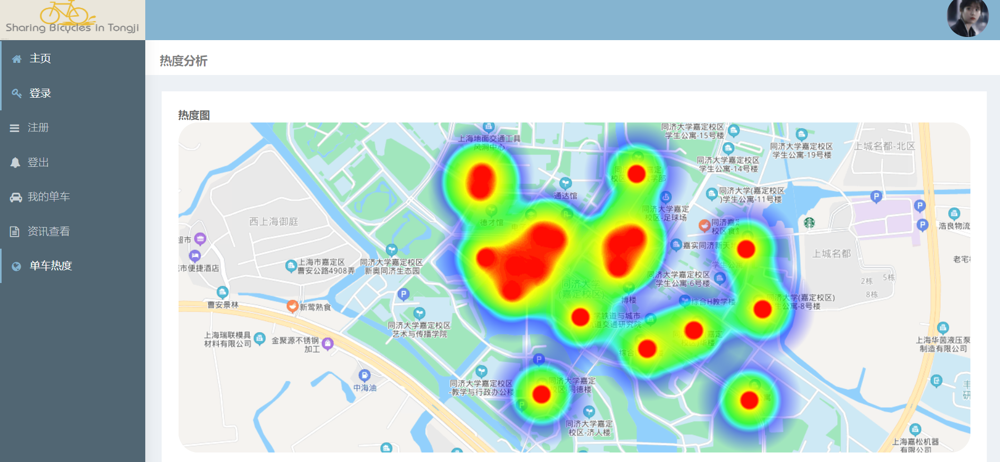 Sharing Bicycles in Tongji
主页
登录
注册
登出
我的单车
资讯查看
单车热度
热度分析
热度图
上海地面交通工具
风洞中心
同济大学嘉定校区
学生公寓-15号楼
同济大学嘉定校区
学生公寓-19号楼
上城名都-北区
同济大学嘉定校区
学生公寓-14号楼
通达馆
同济大学(嘉定校区
)学生公寓-11号楼
同济大学嘉定
校区-足球场
德才馆
西上海御庭
浩良物流
超市
嘉实同济新天地
上城名都
老宅
市便捷酒店
上海市嘉定区
曹安公路4908弄
同济大学嘉定校区
新奥同济生态园
同济大学嘉定校区
学生公寓-6号楼
2栋
5栋
8栋
同济大学
(嘉定校区)
博楼
综合H教学楼
同济大学(嘉定校区)
生公寓-8号楼
曹安景林
新莺熟食
学铁道与城市
轨道交通研究院
同济大学嘉定校区
艺术与传播学院
上海瑞联模具
材料有限公司
金聚源不锈钢
加工
上海华茵液压泵
制造有限公司
中海油
同济大学嘉定校区
-教学与行政办公楼
同济大学嘉定
校区-同德楼
同济大学嘉定
校区-济人楼
上海嘉松机器
有限公司